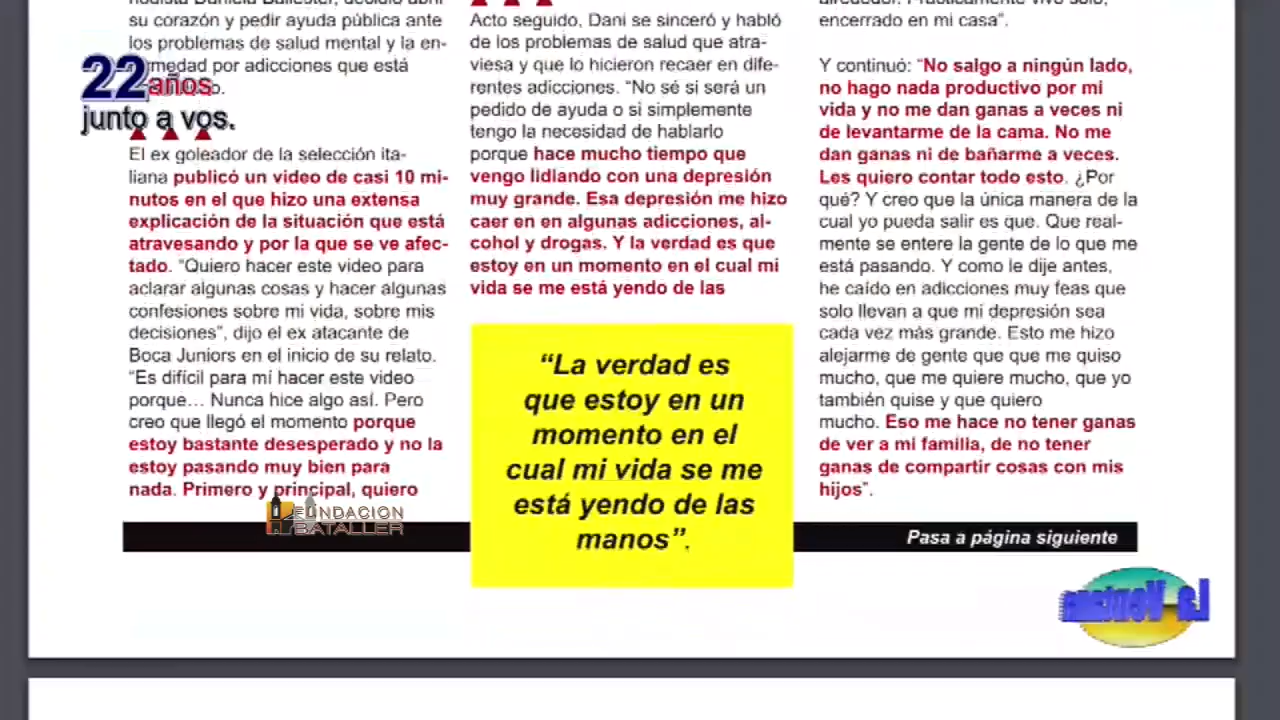 su corazón y pedir ayuda pública ante
los problemas de salud mental y la en-
medad por adicciones que está
22 años
junto a vos.
El ex goleador de la selección ita-
liana publicó un video de casi 10 mi-
nutos en el que hizo una extensa
explicación de la situación que está
atravesando y por la que se ve afec-
tado. “Quiero hacer este video para
aclarar algunas cosas y hacer algunas
confesiones sobre mi vida, sobre mis
decisiones”, dijo el ex atacante de
Boca Juniors en el inicio de su relato.
“Es difícil para mí hacer este video
porque… Nunca hice algo así. Pero
creo que llegó el momento porque
estoy bastante desesperado y no la
estoy pasando muy bien para
nada. Primero y principal, quiero
FUNDACION
BATALLER
Acto seguido, Dani se sinceró y habló
de los problemas de salud que atra-
viesa y que lo hicieron recaer en dife-
rentes adicciones. “No sé si será un
pedido de ayuda o si simplemente
tengo la necesidad de hablarlo
porque hace mucho tiempo que
vengo lidlando con una depresión
muy grande. Esa depresión me hizo
caer en en algunas adicciones, al-
cohol y drogas. Y la verdad es que
estoy en un momento en el cual mi
vida se me está yendo de las
“La verdad es
que estoy en un
momento en el
cual mi vida se me
está yendo de las
manos”.
encerrado en mi casa”.
Y continuó: “No salgo a ningún lado,
no hago nada productivo por mi
vida y no me dan ganas a veces ni
de levantarme de la cama. No me
dan ganas ni de bañarme a veces.
Les quiero contar todo esto. ¿Por
qué? Y creo que la única manera de la
cual yo pueda salir es que. Que real-
mente se entere la gente de lo que me
está pasando. Y como le dije antes,
he caído en adicciones muy feas que
solo llevan a que mi depresión sea
cada vez más grande. Esto me hizo
alejarme de gente que que me quiso
mucho, que me quiere mucho, que yo
también quise y que quiero
mucho. Eso me hace no tener ganas
de ver a mi familia, de no tener
ganas de compartir cosas con mis
hijos”.
Pasa a página siguiente